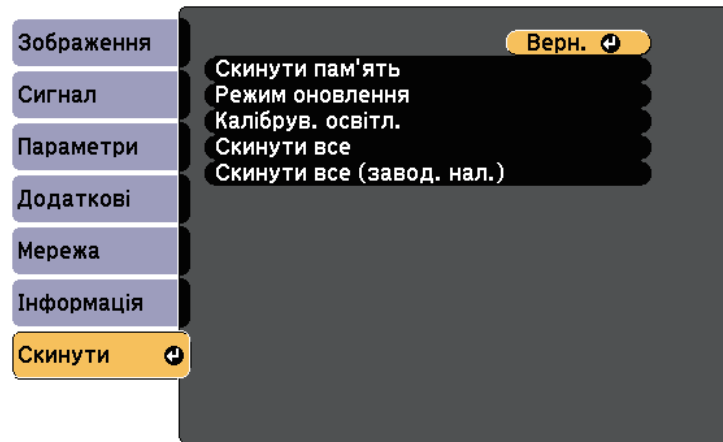 Зображення
Сигнал
Параметри
Додаткові
Мережа
Інформація
Скинути
Верн.
Скинути пам'ять
Режим оновлення
Калібрув. освітл.
Скинути все
Скинути все (завод. нал.)